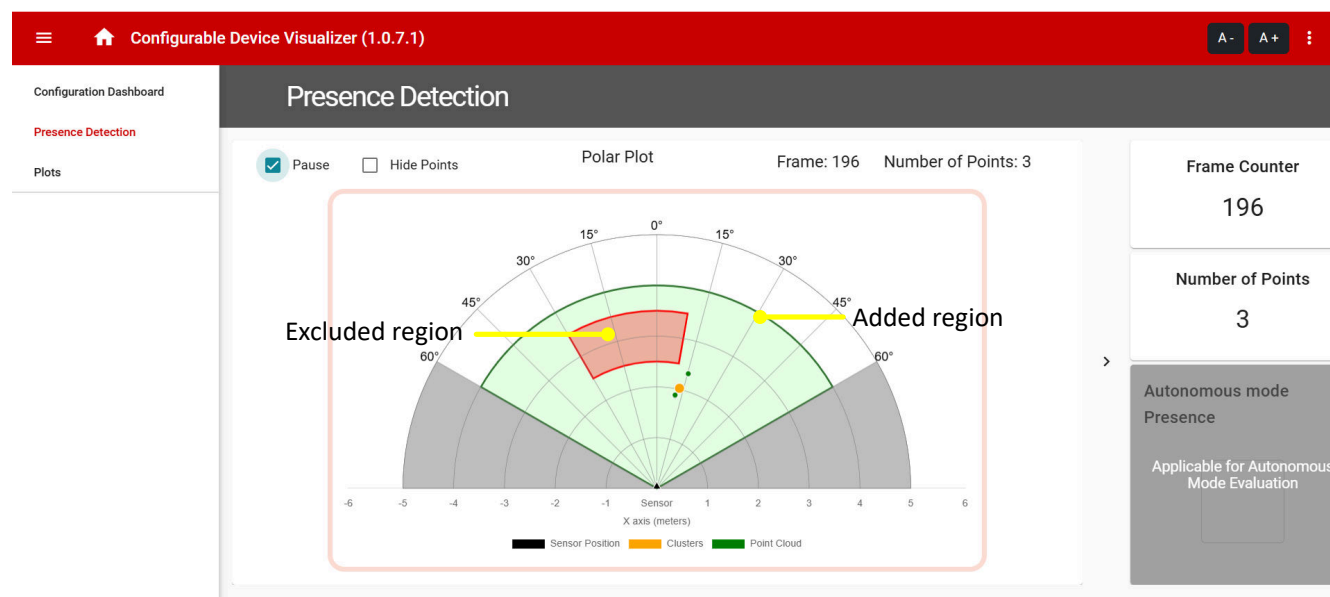 Configurable Device Visualizer (1.0.7.1)
A -
A +
Configuration Dashboard
Presence Detection
Plots
Presence Detection
Pause
Hide Points
Polar Plot
Frame: 196
Number of Points: 3
0°
15°
15°
30°
30°
45°
45°
60°
60°
Excluded region
Added region
-6
-5
-4
-3
-2
-1
Sensor
1
2
3
4
5
6
X axis (meters)
Sensor Position
Clusters
Point Cloud
Frame Counter
196
Number of Points
3
Autonomous mode
Presence
Applicable for Autonomous
Mode Evaluation